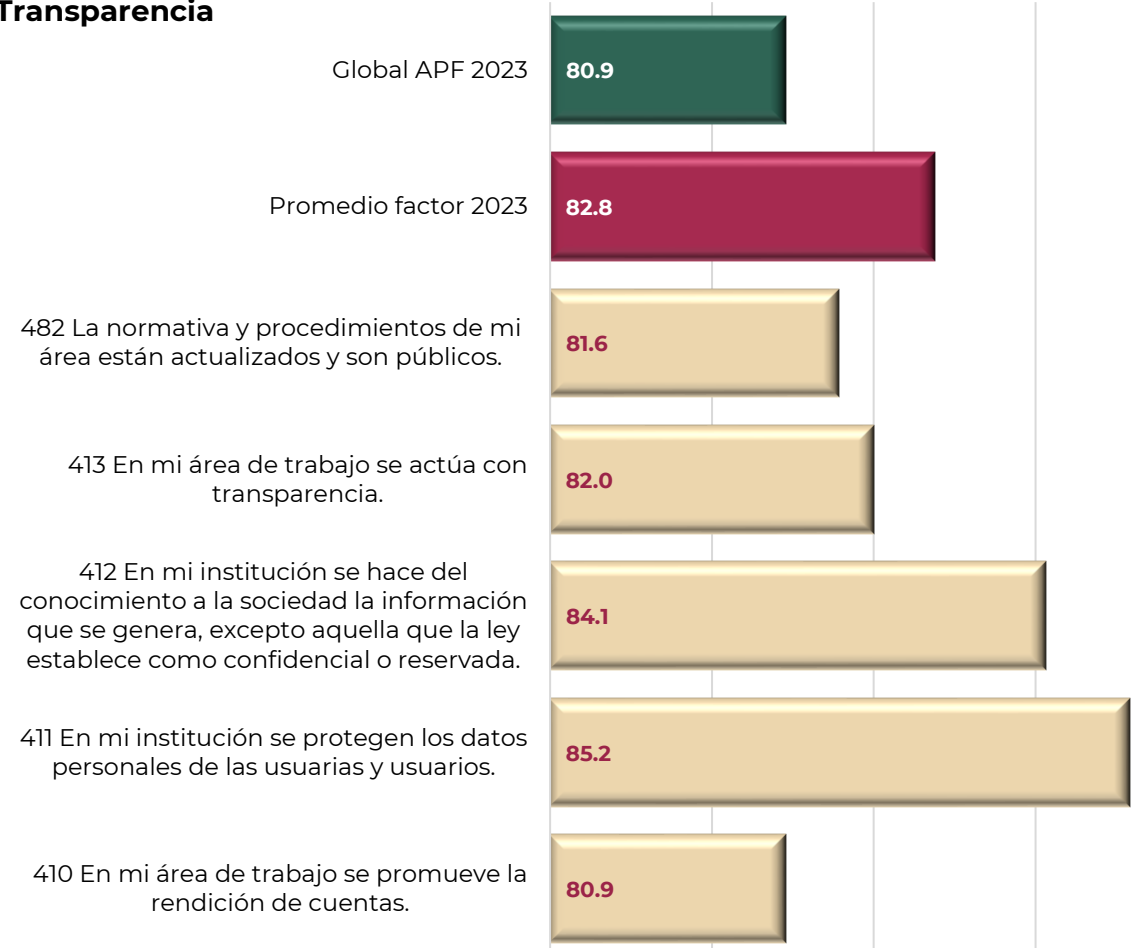 Transparencia
Global APF 2023
80.9
Promedio factor 2023
82.8
482 La normativa y procedimientos de mi
área están actualizados y son públicos.
81.6
413 En mi área de trabajo se actúa con
transparencia.
82.0
412 En mi institución se hace del
conocimiento a la sociedad la información
que se genera, excepto aquella que la ley
establece como confidencial o reservada.
84.1
411 En mi institución se protegen los datos
personales de las usuarias y usuarios.
85.2
410 En mi área de trabajo se promueve la
rendición de cuentas.
80.9